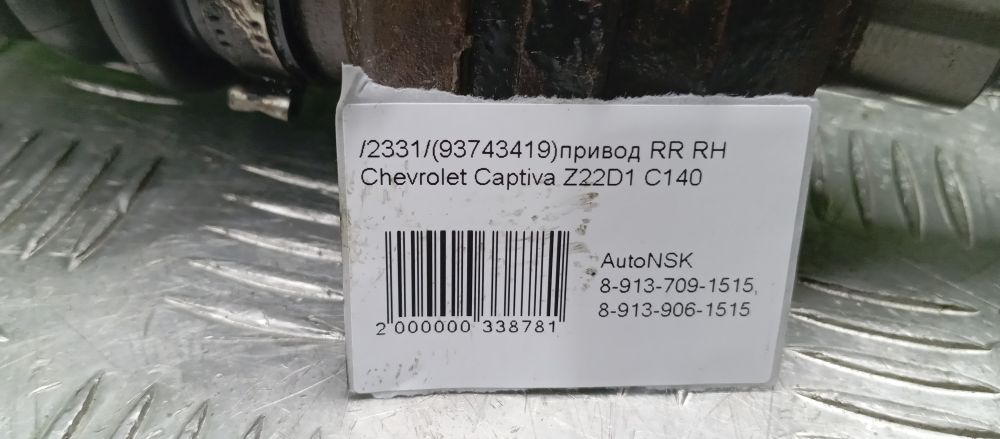 /2331/(93743419)привод RR RH
Chevrolet Captiva Z22D1 C140
AutoNSK
8-913-709-1515,
8-913-906-1515
2 000000 338781